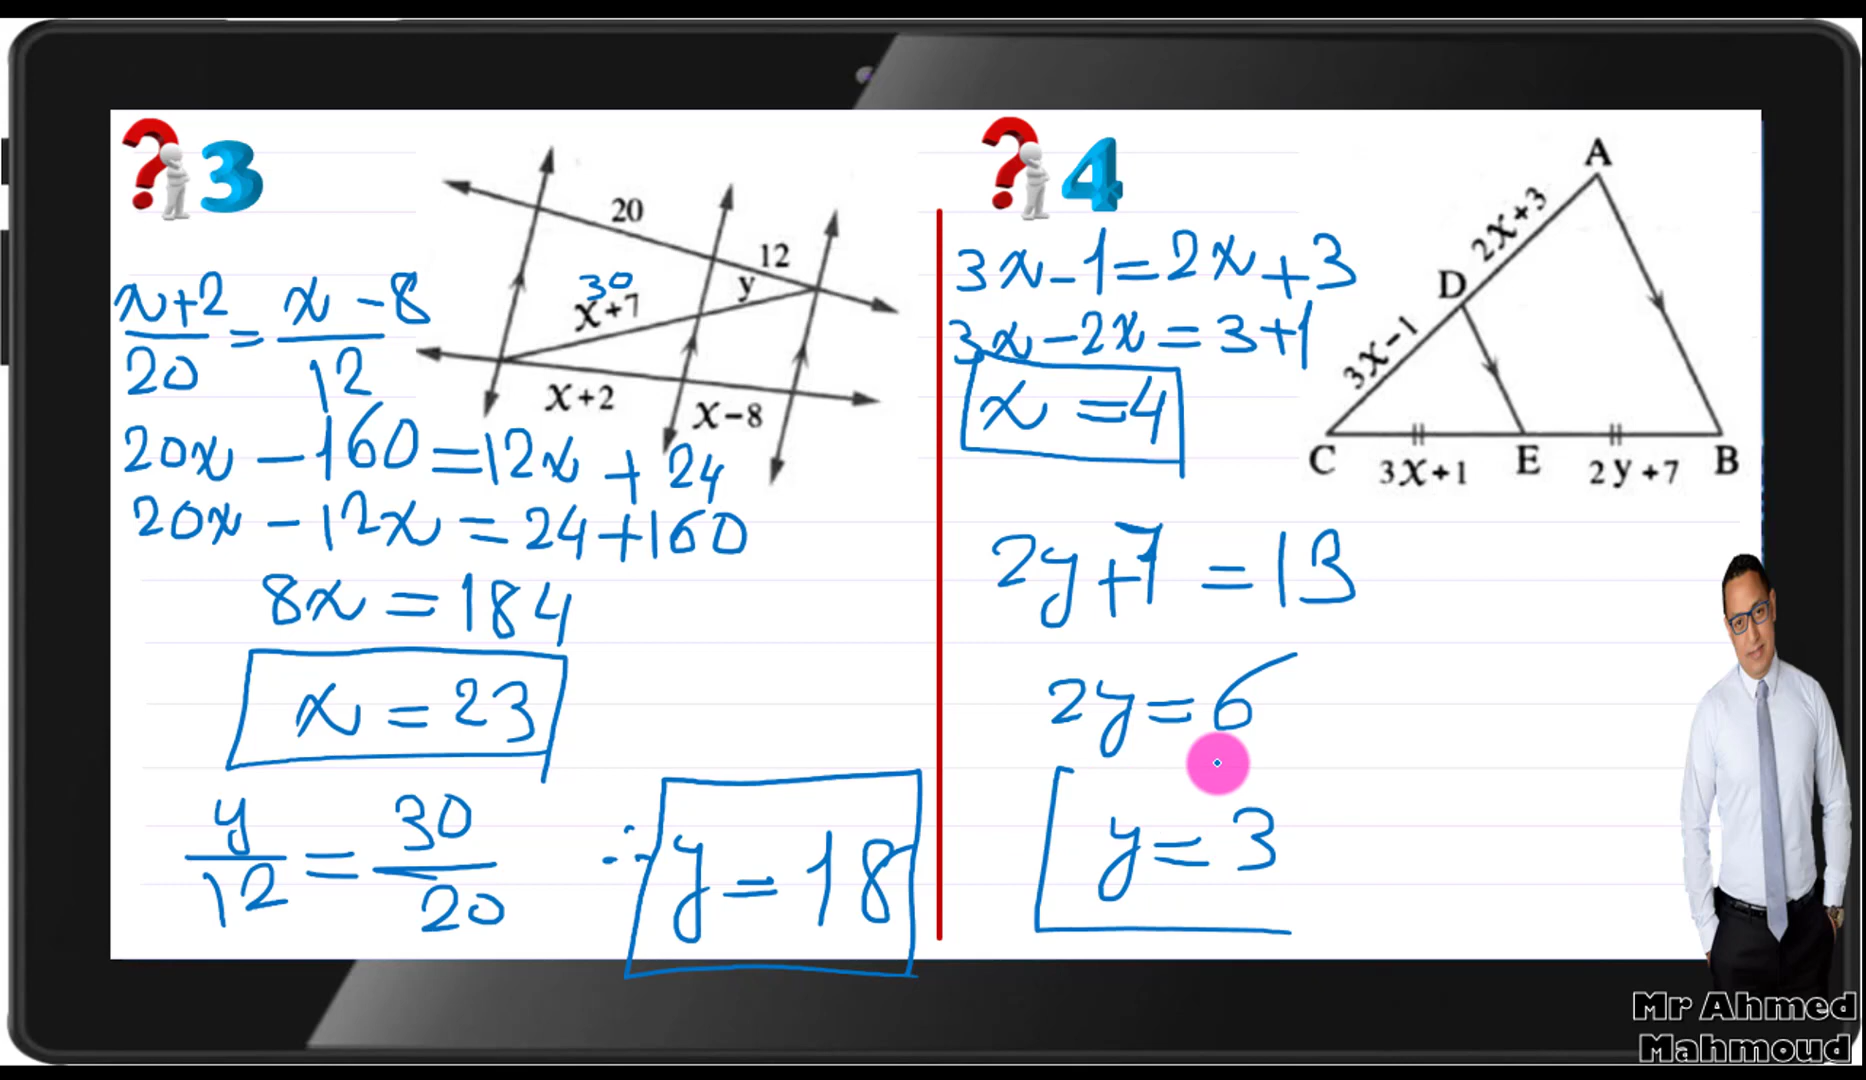 3
20
12
30
x+7
y
x+2
x-8
x+2/20 = x-8/12
20x - 160 = 12x + 24
20x - 12x = 24+160
8x = 184
x = 23
y/12 = 30/20
∴ y = 18
4
3x-1=2x+3
3x-2x=3+1
x=4
A
2x+3
D
3x-1
C
3x+1
E
2y+7
B
2y+7=13
2y=6
y=3
Mr Ahmed
Mahmoud